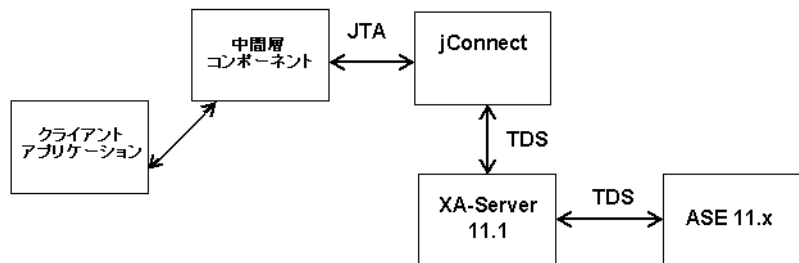 中間層
コンポーネント
JTA
jConnect
クライアント
アプリケーション
TDS
XA-Server
11.1
TDS
ASE 11.x